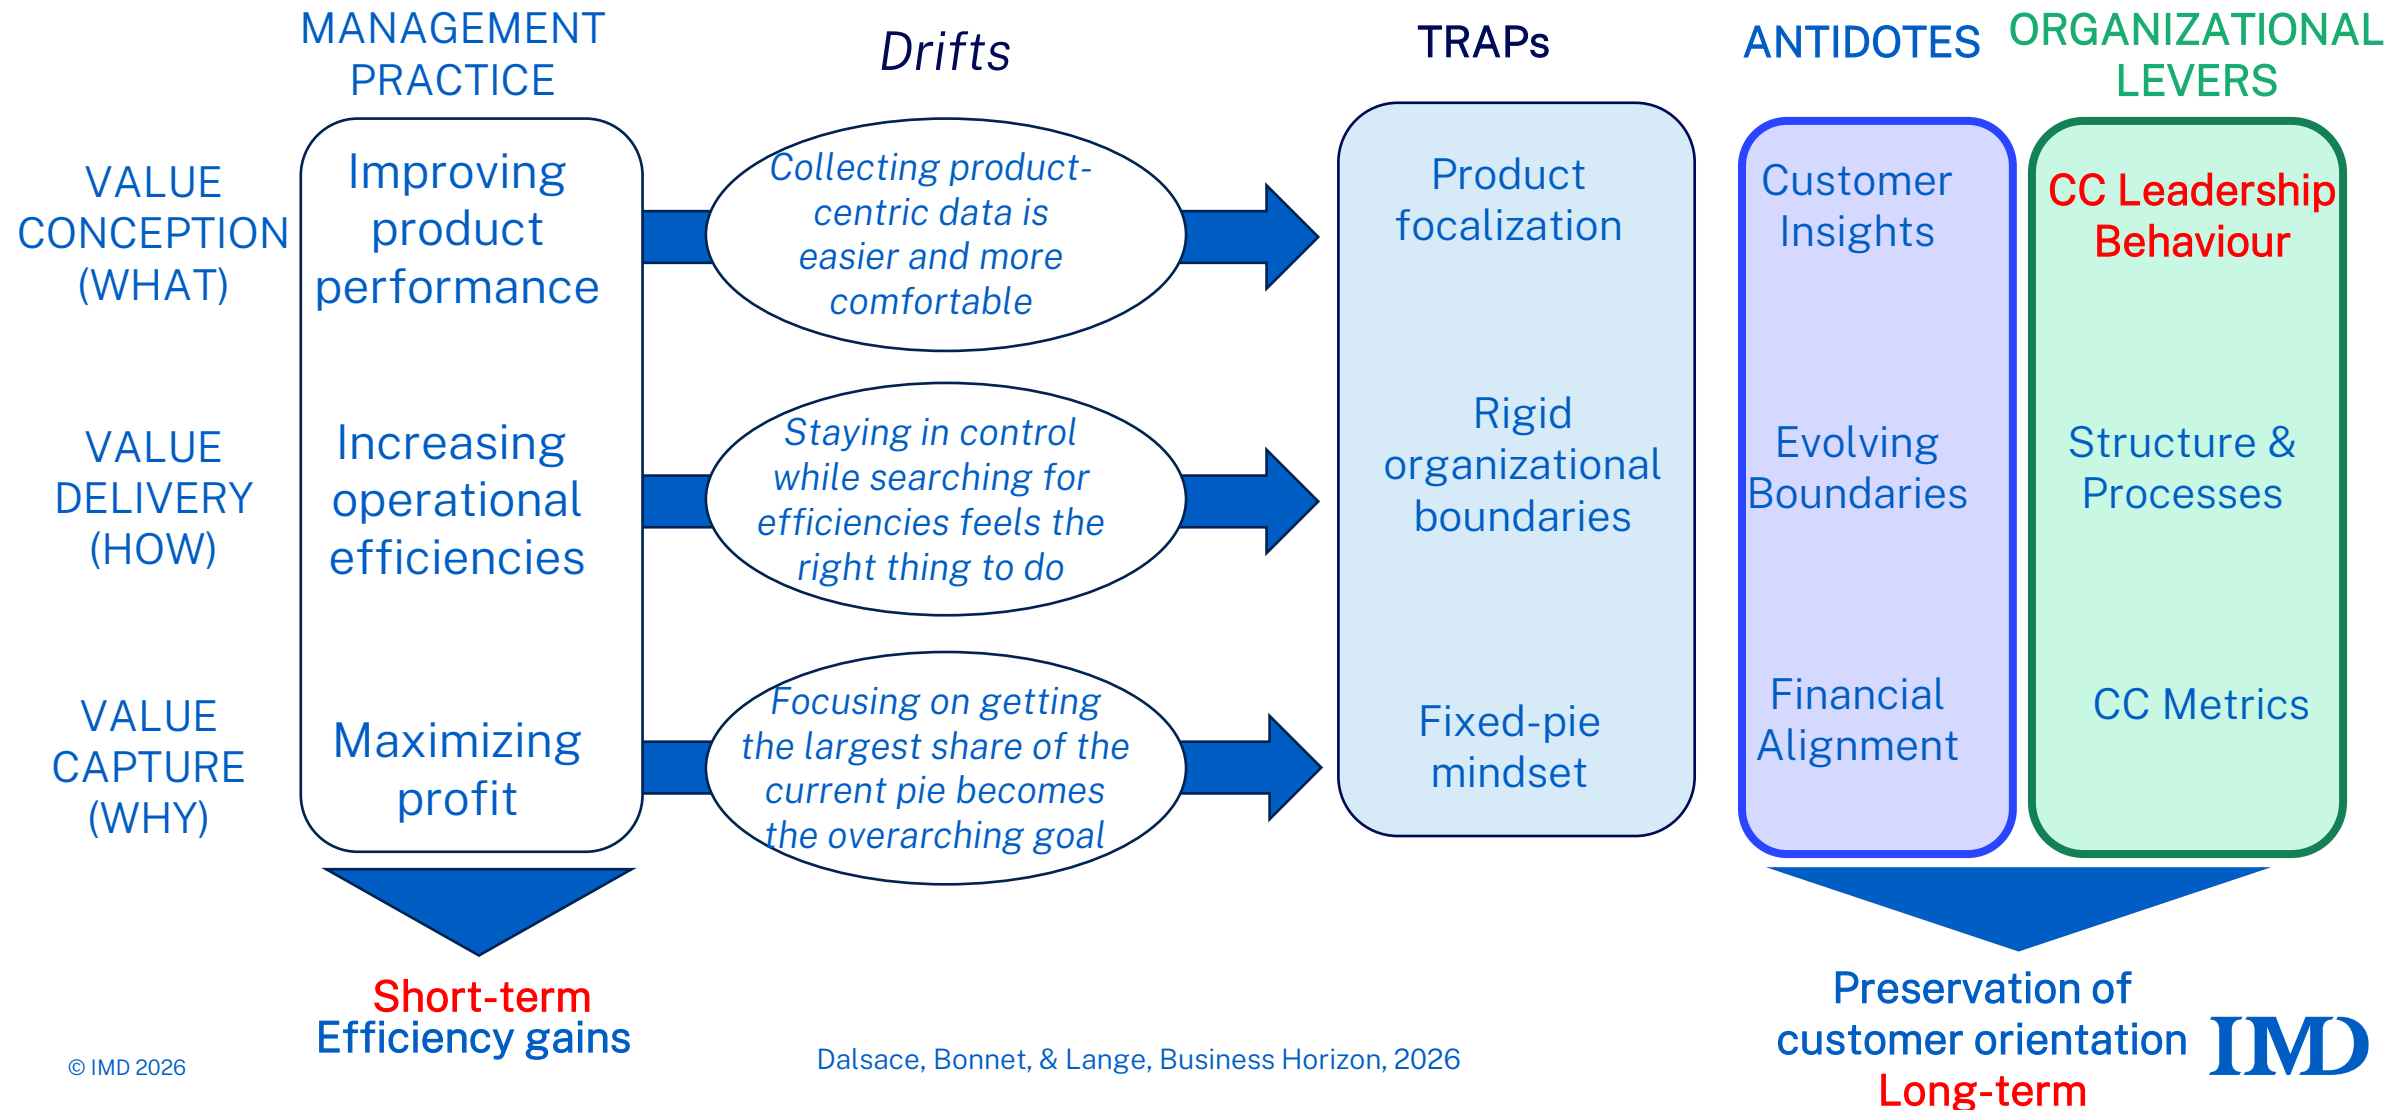 MANAGEMENT
PRACTICE
Drifts
TRAPs
ANTIDOTES
ORGANIZATIONAL
LEVERS
VALUE
CONCEPTION
(WHAT)
Improving
product
performance
Collecting product-
centric data is
easier and more
comfortable
Product
focalization
Customer
Insights
CC Leadership
Behaviour
VALUE
DELIVERY
(HOW)
Increasing
operational
efficiencies
Staying in control
while searching for
efficiencies feels the
right thing to do
Rigid
organizational
boundaries
Evolving
Boundaries
Structure &
Processes
VALUE
CAPTURE
(WHY)
Maximizing
profit
Focusing on getting
the largest share of the
current pie becomes
the overarching goal
Fixed-pie
mindset
Financial
Alignment
CC Metrics
Short-term
Efficiency gains
Preservation of
customer orientation
Long-term
© IMD 2026
Dalsace, Bonnet, & Lange, Business Horizon, 2026
IMD